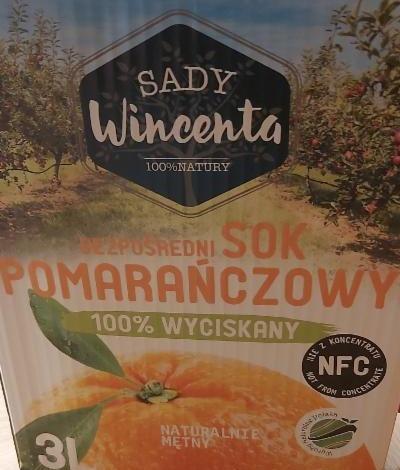 SADY
Wincenta
100% NATURY
BEZPOŚREDNI SOK
POMARAŃCZOWY
100% WYCISKANY
NIE Z KONCENTRATU
NFC
NOT FROM CONCENTRATE
NATURALNIE
MĘTNY
3L